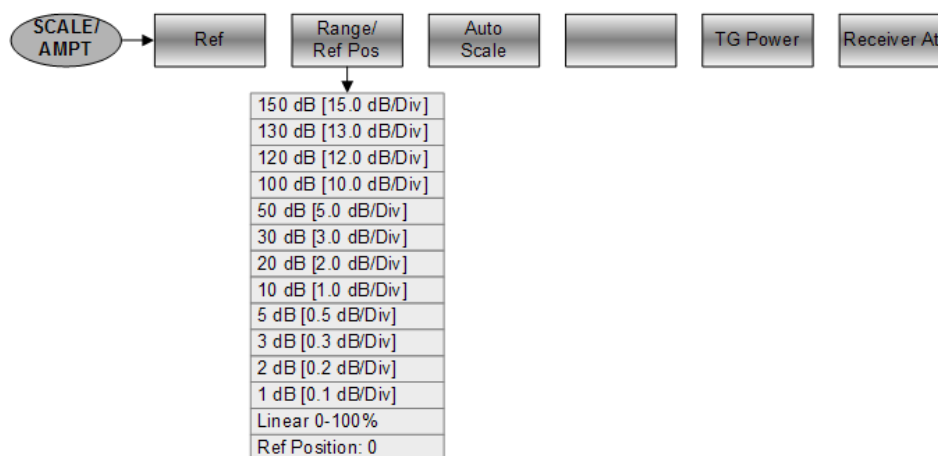 SCALE/
AMPT
Ref
Range/
Ref Pos
Auto
Scale
TG Power
Receiver At
150 dB [15.0 dB/Div]
130 dB [13.0 dB/Div]
120 dB [12.0 dB/Div]
100 dB [10.0 dB/Div]
50 dB [5.0 dB/Div]
30 dB [3.0 dB/Div]
20 dB [2.0 dB/Div]
10 dB [1.0 dB/Div]
5 dB [0.5 dB/Div]
3 dB [0.3 dB/Div]
2 dB [0.2 dB/Div]
1 dB [0.1 dB/Div]
Linear 0-100%
Ref Position: 0